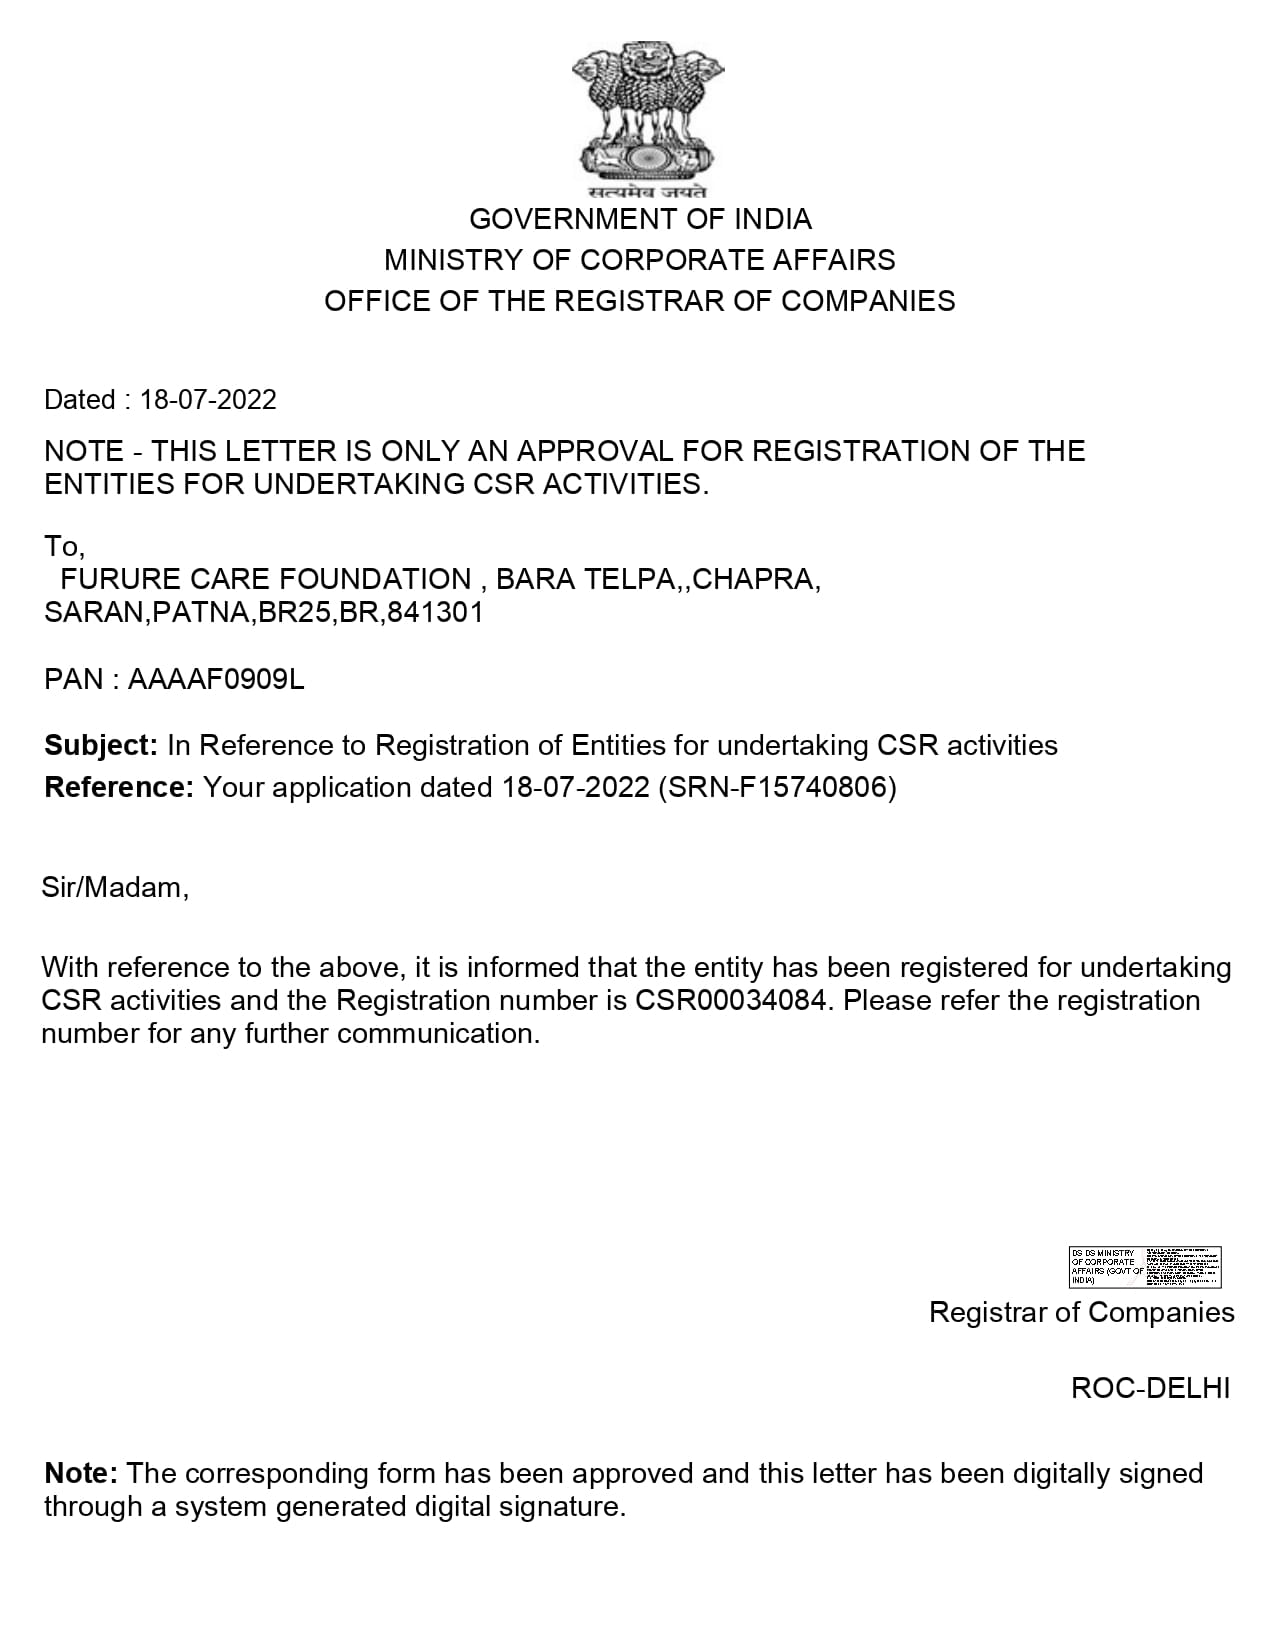 सत्यमेव जयते
GOVERNMENT OF INDIA
MINISTRY OF CORPORATE AFFAIRS
OFFICE OF THE REGISTRAR OF COMPANIES
Dated : 18-07-2022
NOTE - THIS LETTER IS ONLY AN APPROVAL FOR REGISTRATION OF THE
ENTITIES FOR UNDERTAKING CSR ACTIVITIES.
To,
FURURE CARE FOUNDATION , BARA TELPA,,CHAPRA,
SARAN,PATNA,BR25,BR,841301
PAN : AAAAF0909L
Subject: In Reference to Registration of Entities for undertaking CSR activities
Reference: Your application dated 18-07-2022 (SRN-F15740806)
Sir/Madam,
With reference to the above, it is informed that the entity has been registered for undertaking
CSR activities and the Registration number is CSR00034084. Please refer the registration
number for any further communication.
DS DS MINISTRY
OF CORPORATE
AFFAIRS (GOVT OF
INDIA)
Registrar of Companies
ROC-DELHI
Note: The corresponding form has been approved and this letter has been digitally signed
through a system generated digital signature.